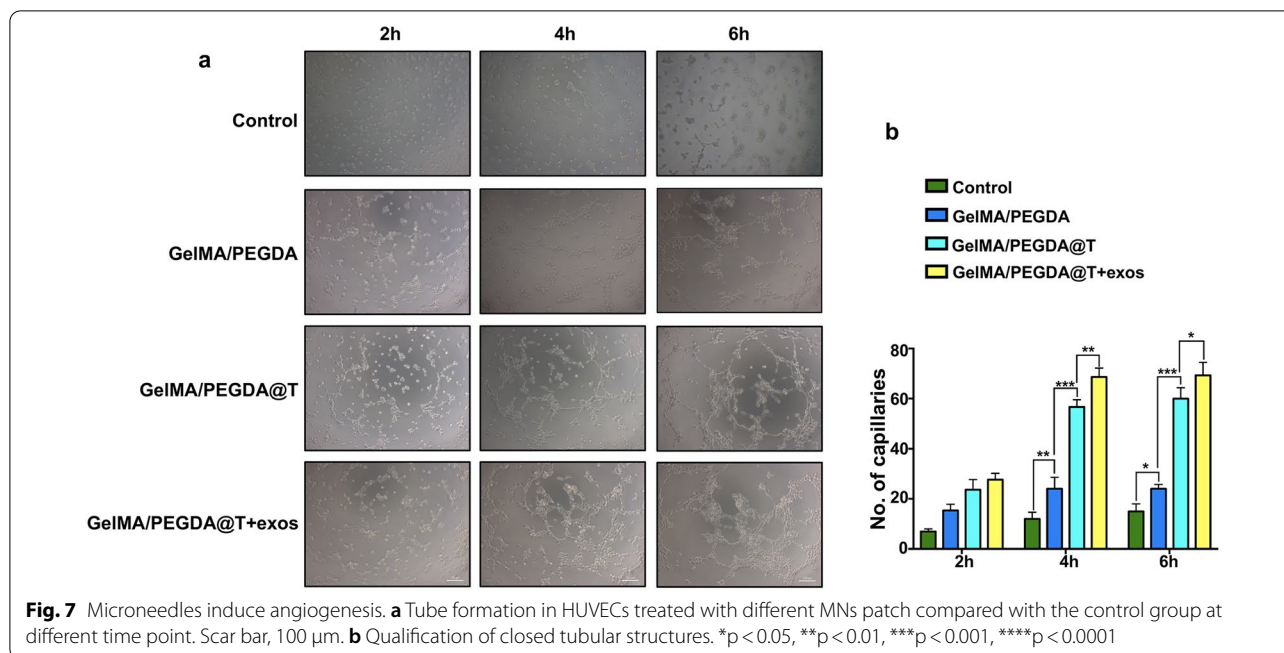 2h 4h 6h
a
Control
GelMA/PEGDA
GelMA/PEGDA@T
GelMA/PEGDA@T+exos
b
Control
GelMA/PEGDA
GelMA/PEGDA@T
GelMA/PEGDA@T+exos
No. of capillaries
80
60
40
20
0
** *** ** * *** *
2h 4h 6h
Fig. 7 Microneedles induce angiogenesis. a Tube formation in HUVECs treated with different MNs patch compared with the control group at
different time point. Scar bar, 100 μm. b Qualification of closed tubular structures. *p < 0.05, **p < 0.01, ***p < 0.001, ****p < 0.0001